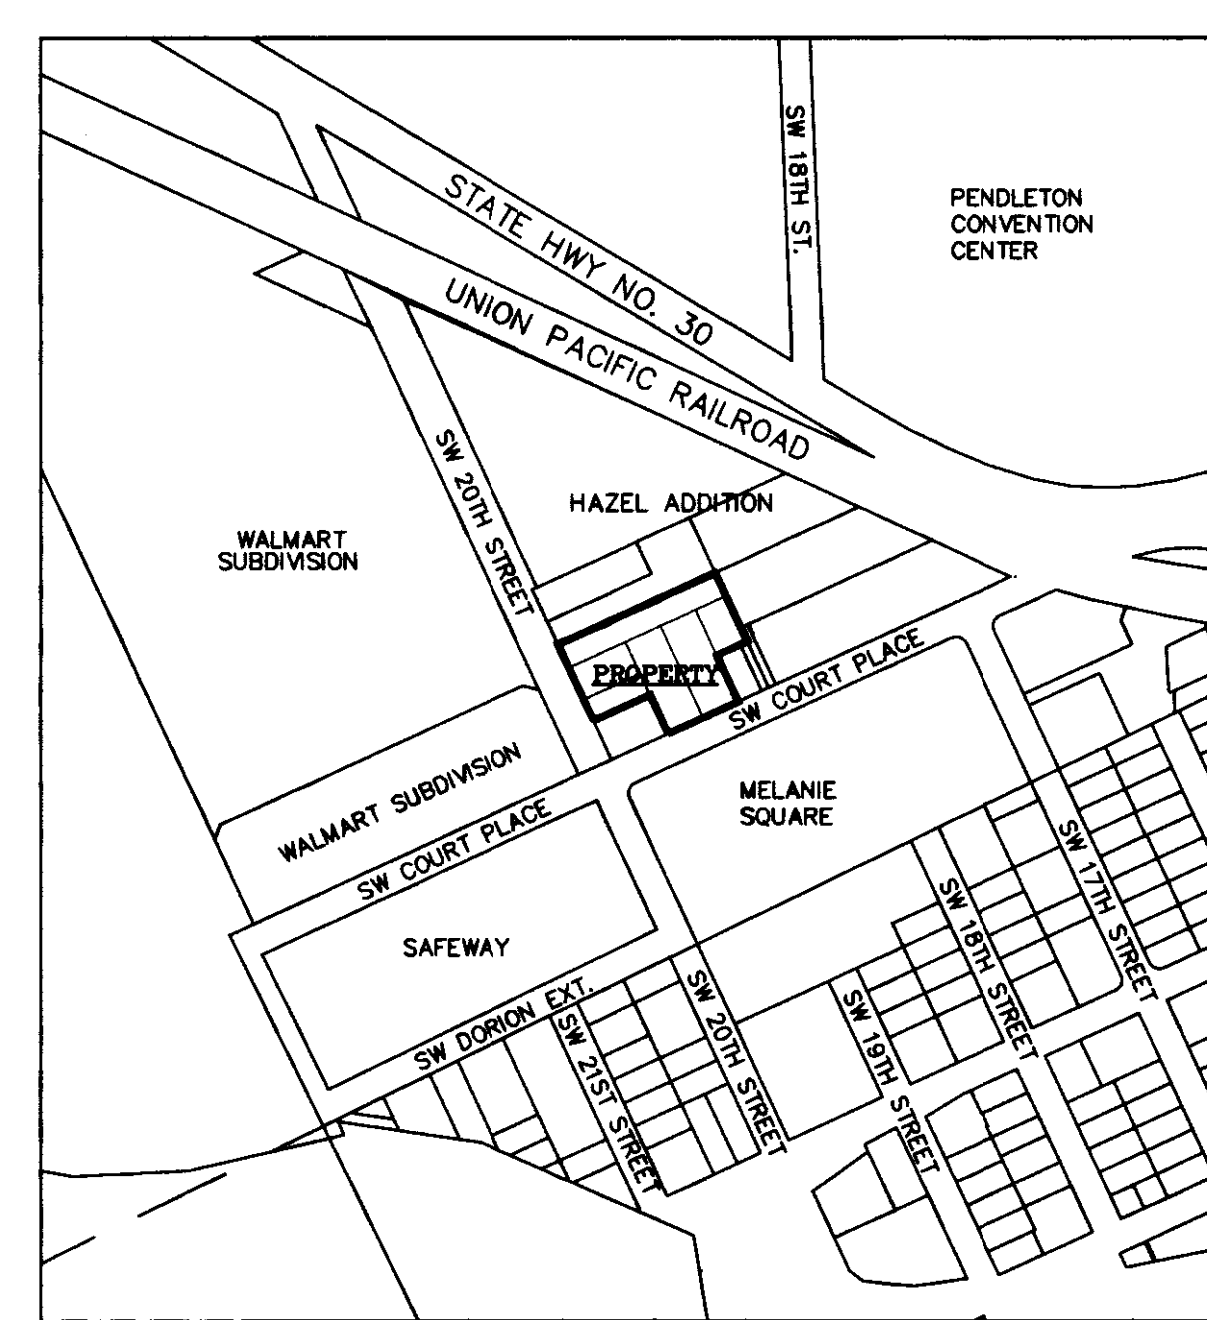 SW 18TH ST.
PENDLETON
CONVENTION
CENTER
STATE HWY NO. 30
UNION PACIFIC RAILROAD
SW 20TH STREET
HAZEL ADDITION
WALMART
SUBDIVISION
PROPERTY
SW COURT PLACE
WALMART SUBDIVISION
SW COURT PLACE
MELANIE
SQUARE
SAFEWAY
SW DORION EXT.
SW 21ST STREET
SW 20TH STREET
SW 19TH STREET
SW 18TH STREET
SW 17TH STREET